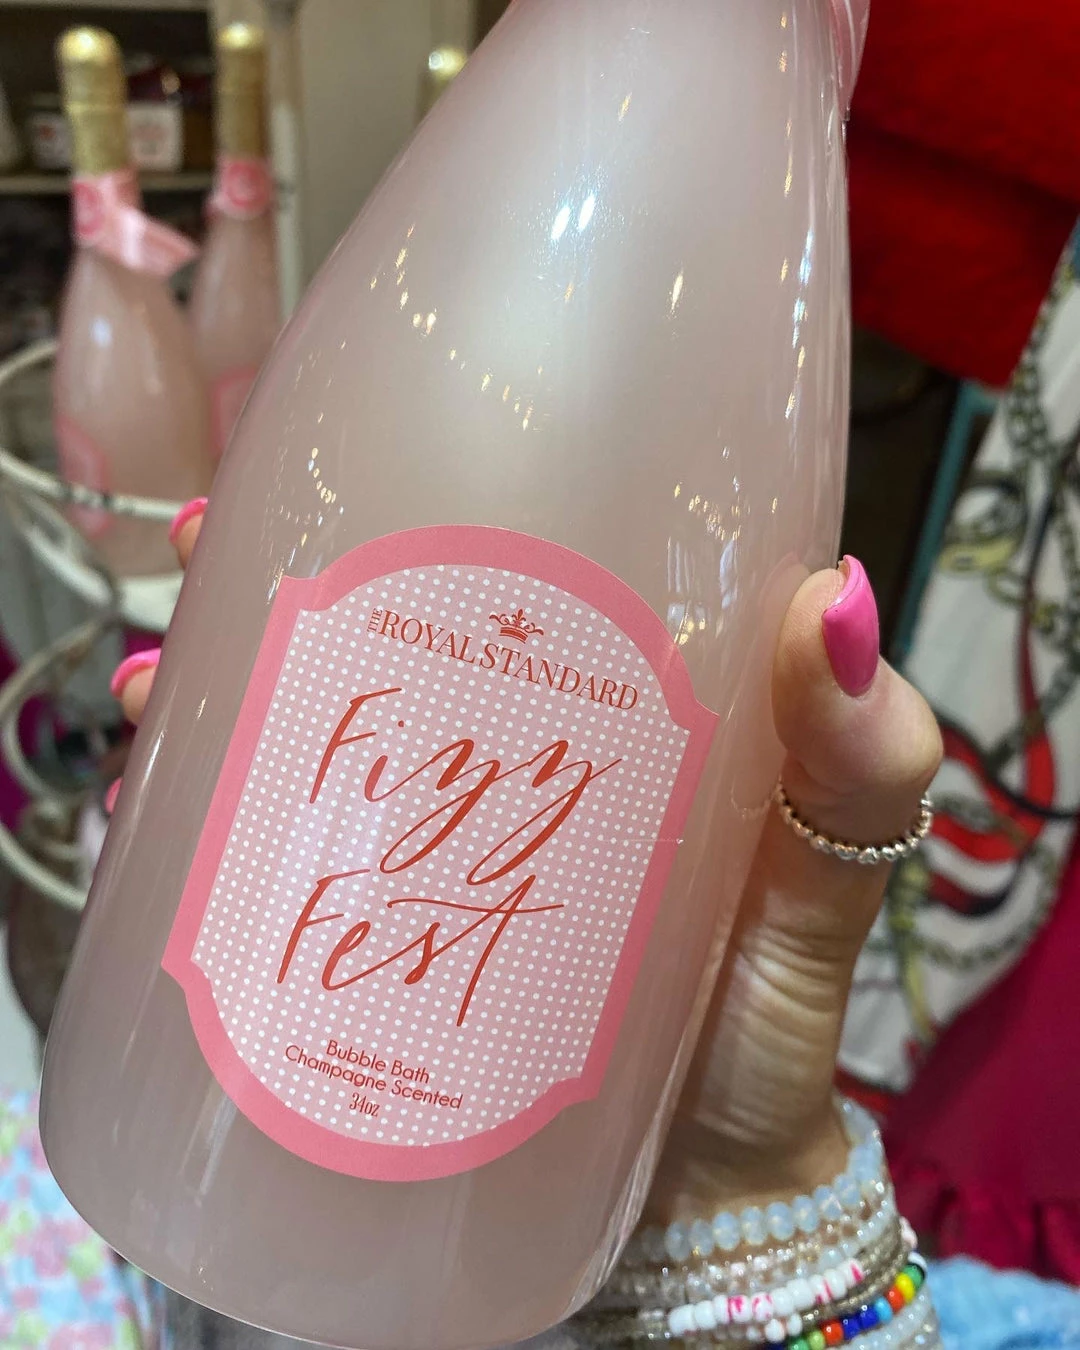 THE ROYAL STANDARD
Fizz
Fest
Bubble Bath
Champagne Scented
34oz